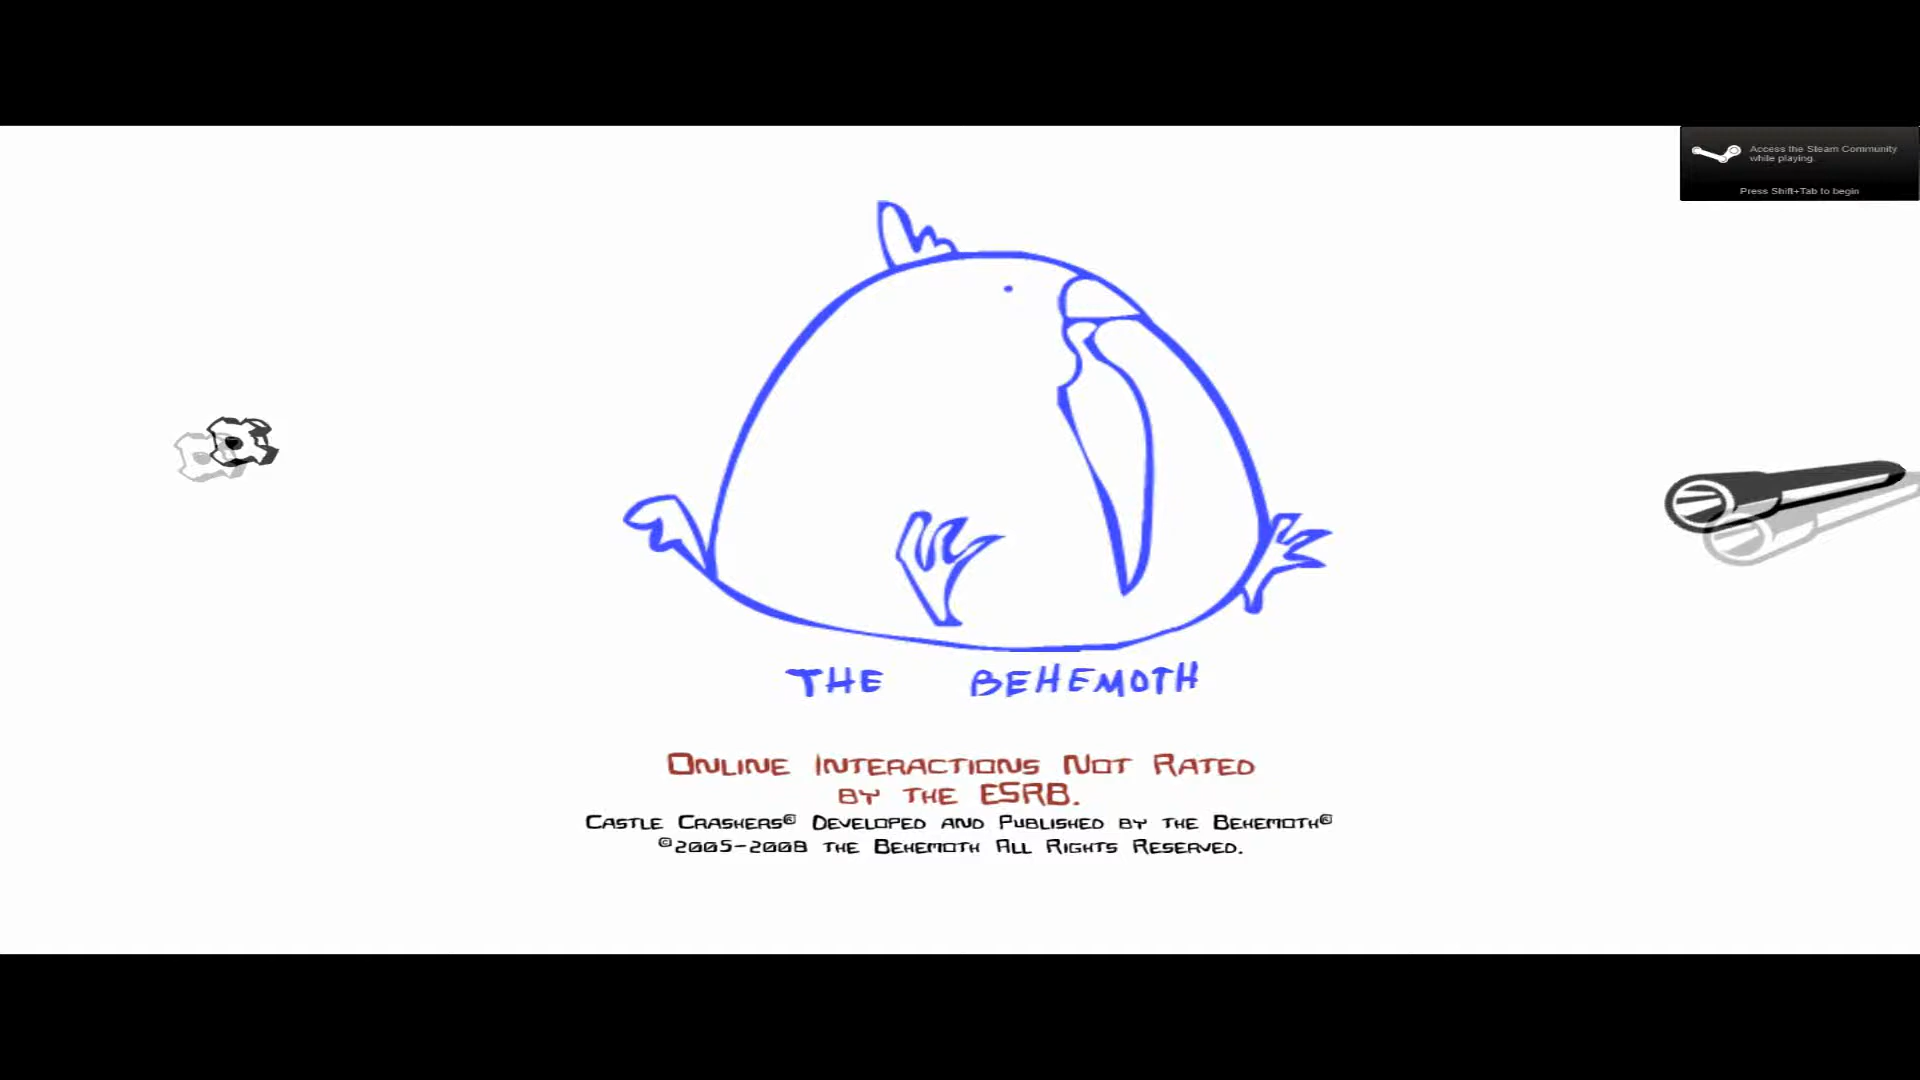 Access the Steam Community
while playing.
Press Shift+Tab to begin
THE BEHEMOTH
ONLINE INTERACTIONS NOT RATED
BY THE ESRB.
CASTLE CRASHERS® DEVELOPED AND PUBLISHED BY THE BEHEMOTH®
©2005-2008 THE BEHEMOTH ALL RIGHTS RESERVED.